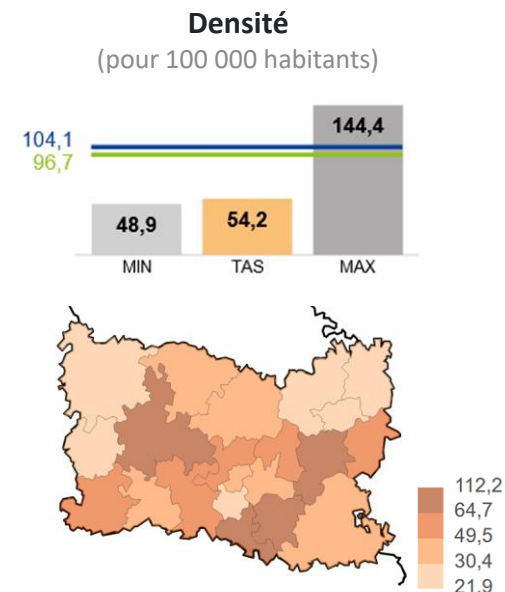 Densité
(pour 100 000 habitants)
144,4
104,1
96,7
48,9
54,2
MIN
TAS
MAX
112,2
64,7
49,5
30,4
21,9